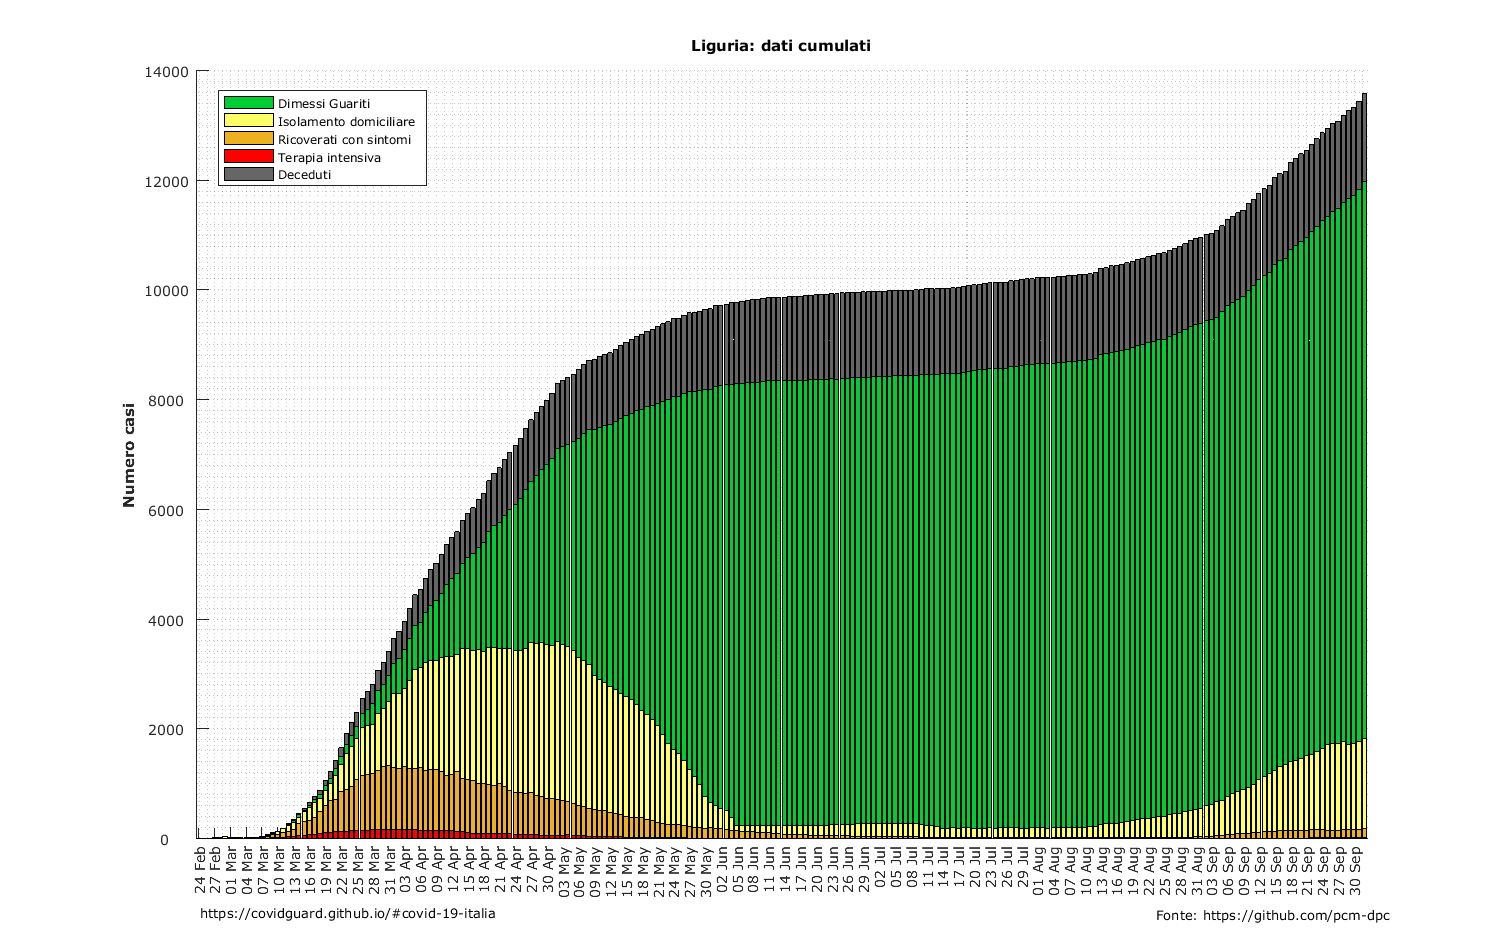 Liguria: dati cumulati
14000
12000
10000
8000
6000
4000
2000
0
Numero casi
Dimessi Guariti
Isolamento domiciliare
Ricoverati con sintomi
Terapia intensiva
Deceduti
24 Feb
27 Feb
01 Mar
04 Mar
07 Mar
10 Mar
13 Mar
16 Mar
19 Mar
22 Mar
25 Mar
28 Mar
31 Mar
03 Apr
06 Apr
09 Apr
12 Apr
15 Apr
18 Apr
21 Apr
24 Apr
27 Apr
30 Apr
03 May
06 May
09 May
12 May
15 May
18 May
21 May
24 May
27 May
30 May
02 Jun
05 Jun
08 Jun
11 Jun
14 Jun
17 Jun
20 Jun
23 Jun
26 Jun
29 Jun
02 Jul
05 Jul
08 Jul
11 Jul
14 Jul
17 Jul
20 Jul
23 Jul
26 Jul
29 Jul
01 Aug
04 Aug
07 Aug
10 Aug
13 Aug
16 Aug
19 Aug
22 Aug
25 Aug
28 Aug
31 Aug
03 Sep
06 Sep
09 Sep
12 Sep
15 Sep
18 Sep
21 Sep
24 Sep
27 Sep
30 Sep
https://covidguard.github.io/#covid-19-italia
Fonte: https://github.com/pcm-dpc